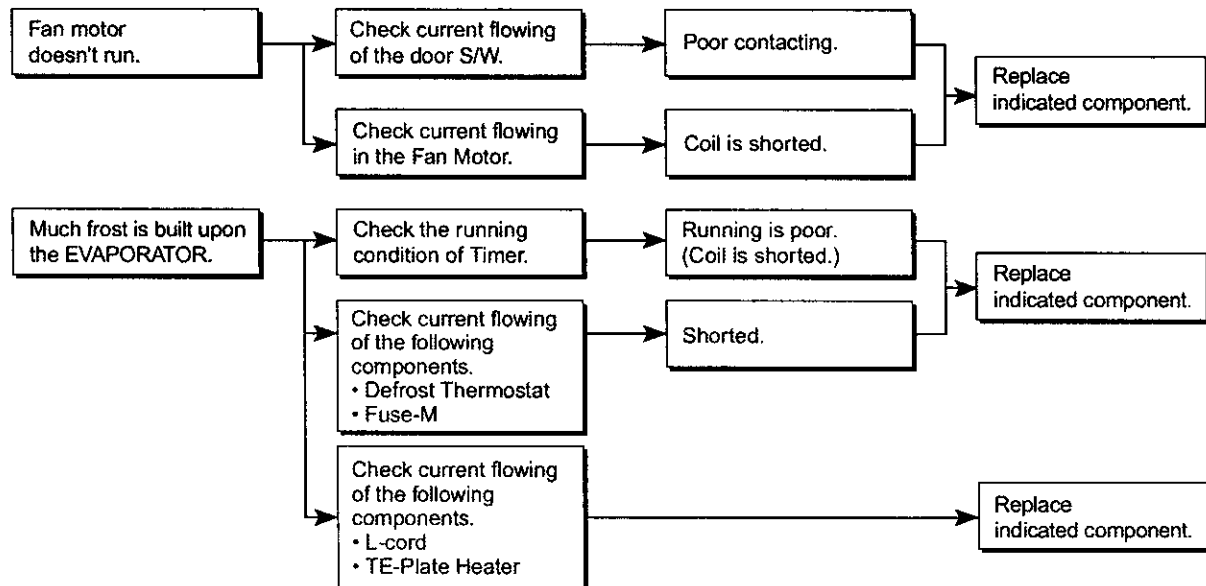 Fan motor
doesn't run.
Check current flowing
of the door S/W.
Poor contacting.
Replace
indicated component.
Check current flowing
in the Fan Motor.
Coil is shorted.
Much frost is built upon
the EVAPORATOR.
Check the running
condition of Timer.
Running is poor.
(Coil is shorted.)
Replace
indicated component.
Check current flowing
of the following
components.
• Defrost Thermostat
• Fuse-M
Shorted.
Check current flowing
of the following
components.
• L-cord
• TE-Plate Heater
Replace
indicated component.